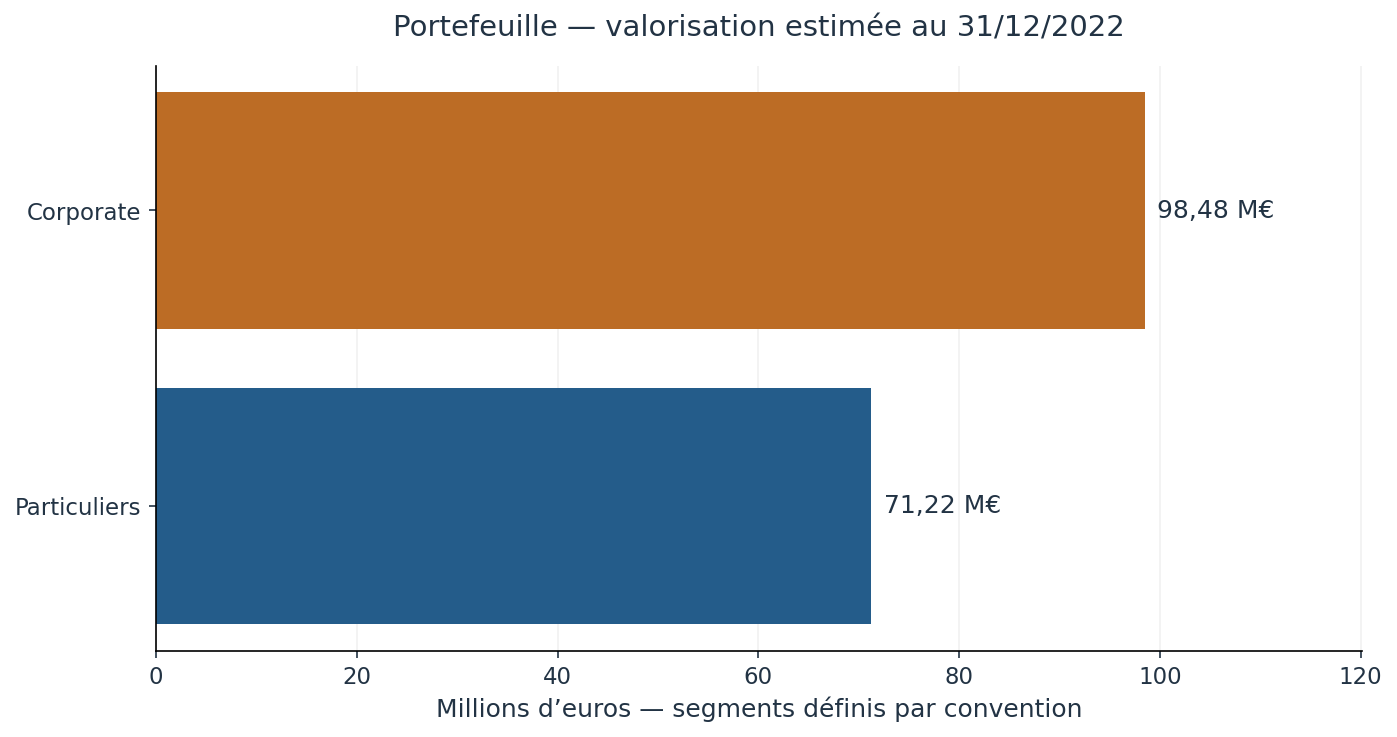 Portefeuille — valorisation estimée au 31/12/2022
Corporate
98,48 M€
Particuliers
71,22 M€
0 20 40 60 80 100 120
Millions d’euros — segments définis par convention